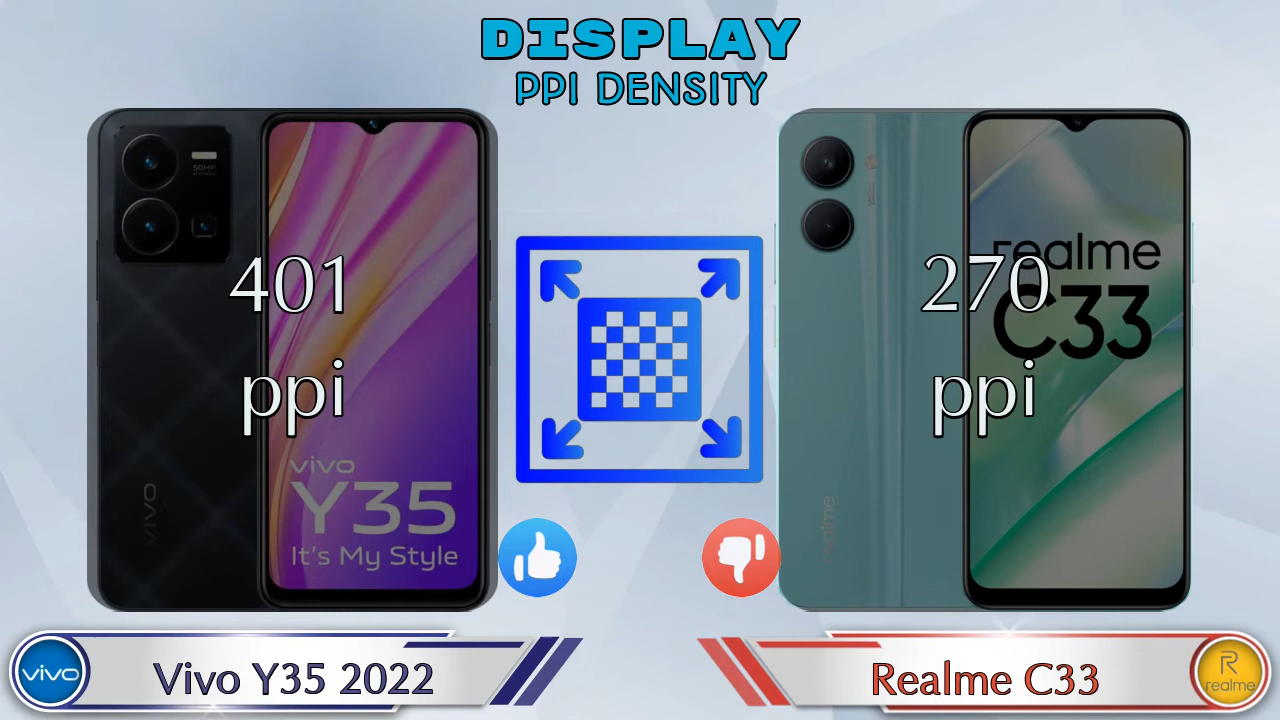 DISPLAY
PPI DENSITY
50MP
401
ppi
vivo
vivo
Y35
It's My Style
realme
C33
270
ppi
realme
vivo
Vivo Y35 2022
Realme C33
R
realme